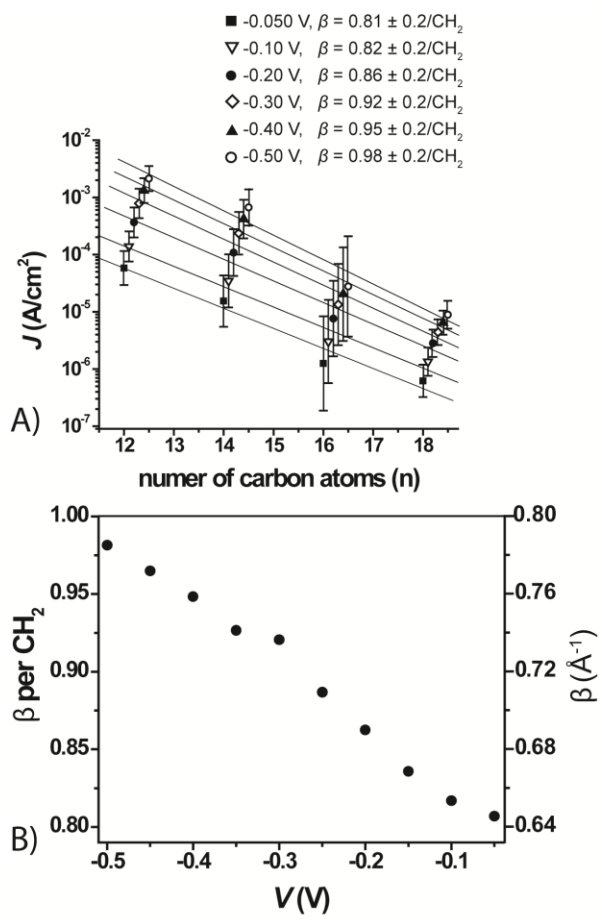 -0.050 V, β = 0.81 ± 0.2/CH₂
-0.10 V, β = 0.82 ± 0.2/CH₂
-0.20 V, β = 0.86 ± 0.2/CH₂
-0.30 V, β = 0.92 ± 0.2/CH₂
-0.40 V, β = 0.95 ± 0.2/CH₂
-0.50 V, β = 0.98 ± 0.2/CH₂
10⁻²
10⁻³
10⁻⁴
10⁻⁵
10⁻⁶
10⁻⁷
J (A/cm²)
A)
12 13 14 15 16 17 18
numer of carbon atoms (n)
1.00
0.95
0.90
0.85
0.80
β per CH₂
0.80
0.76
0.72
0.68
0.64
β (Å⁻¹)
B)
-0.5 -0.4 -0.3 -0.2 -0.1
V (V)